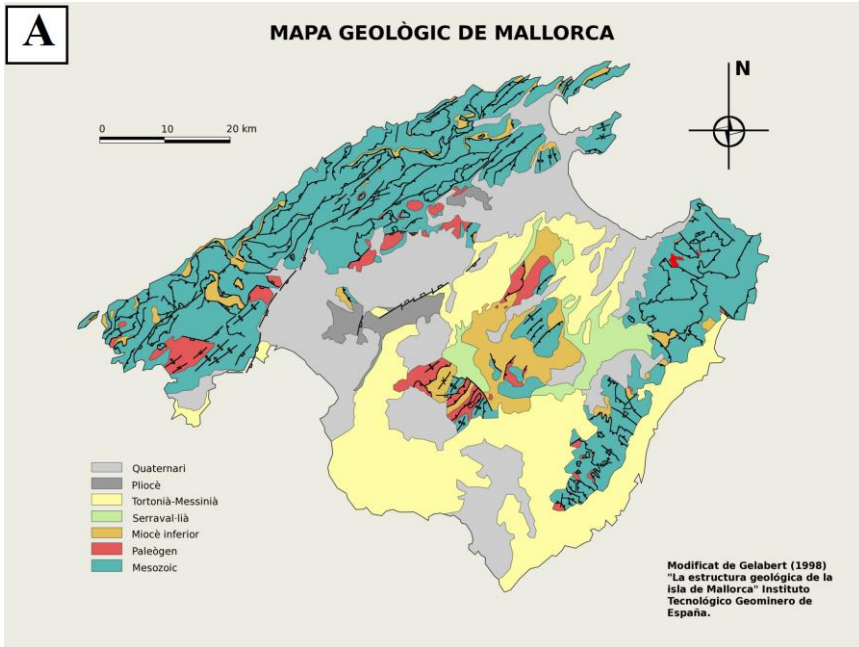 A
MAPA GEOLÒGIC DE MALLORCA
N
0 10 20 km
Quaternari
Pliocè
Tortonià-Messinià
Serraval·lià
Miocè inferior
Paleògen
Mesozoic
Modificat de Gelabert (1998)
"La estructura geológica de la
isla de Mallorca" Instituto
Tecnológico Geominero de
España.